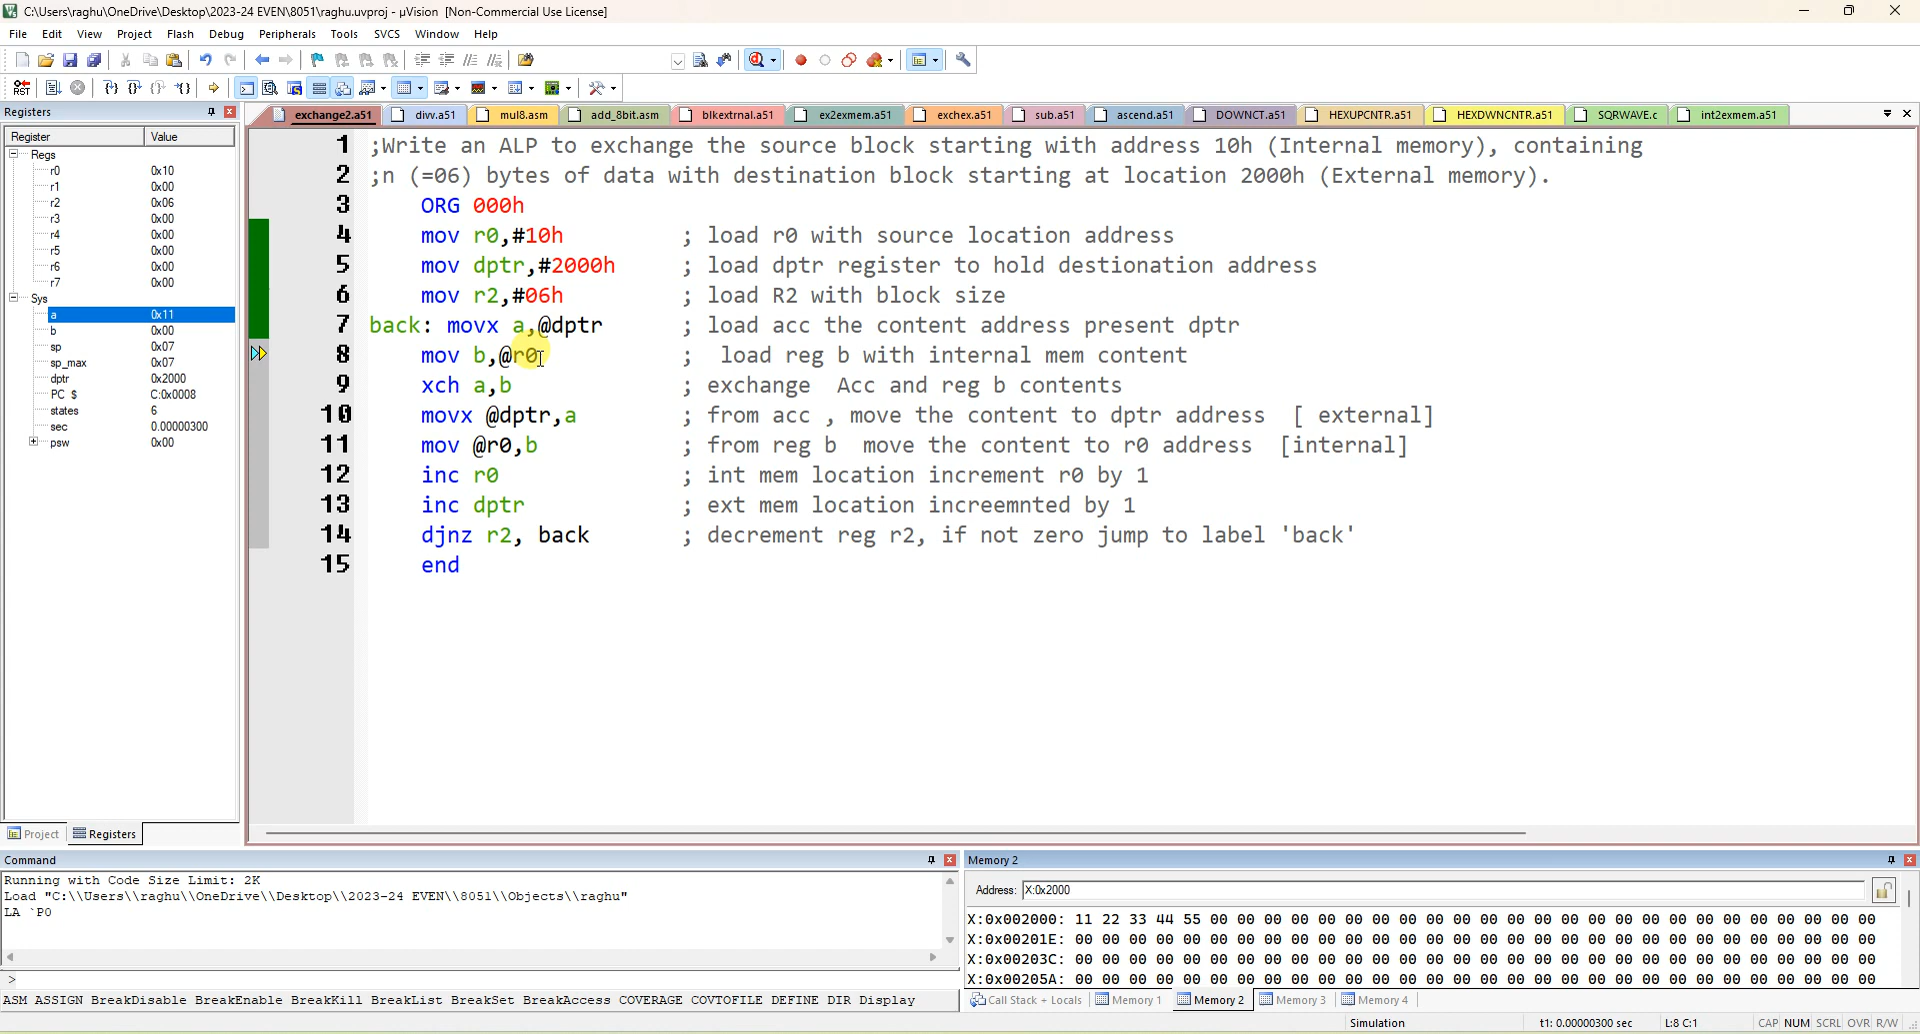 C:\Users\raghu\OneDrive\Desktop\2023-24 EVEN\8051\raghu.uvproj - µVision [Non-Commercial Use License]
File Edit View Project Flash Debug Peripherals Tools SVCS Window Help
RST
Registers
exchange2.a51 divv.a51 mul8.asm add_8bit.asm blkextrnal.a51 ex2exmem.a51 exchex.a51 sub.a51 ascend.a51 DOWNCT.a51 HEXUPCNTR.a51 HEXDWNCNTR.a51 SQRWAVE.c int2exmem.a51
Register Value
Regs
r0 0x10
r1 0x00
r2 0x06
r3 0x00
r4 0x00
r5 0x00
r6 0x00
r7 0x00
Sys
a 0x11
b 0x00
sp 0x07
sp_max 0x07
dptr 0x2000
PC $ C:0x0008
states 6
sec 0.00000300
psw 0x00
Project Registers
1 ;Write an ALP to exchange the source block starting with address 10h (Internal memory), containing
2 ;n (=06) bytes of data with destination block starting at location 2000h (External memory).
3 ORG 000h
4 mov r0,#10h ; load r0 with source location address
5 mov dptr,#2000h ; load dptr register to hold destionation address
6 mov r2,#06h ; load R2 with block size
7 back: movx a,@dptr ; load acc the content address present dptr
8 mov b,@r0 ; load reg b with internal mem content
9 xch a,b ; exchange Acc and reg b contents
10 movx @dptr,a ; from acc , move the content to dptr address [ external]
11 mov @r0,b ; from reg b move the content to r0 address [internal]
12 inc r0 ; int mem location increment r0 by 1
13 inc dptr ; ext mem location increemnted by 1
14 djnz r2, back ; decrement reg r2, if not zero jump to label 'back'
15 end
Command
Running with Code Size Limit: 2K
Load "C:\\Users\\raghu\\OneDrive\\Desktop\\2023-24 EVEN\\8051\\Objects\\raghu"
LA `P0
>
ASM ASSIGN BreakDisable BreakEnable BreakKill BreakList BreakSet BreakAccess COVERAGE COVTOFILE DEFINE DIR Display
Memory 2
Address: X:0x2000
X:0x002000: 11 22 33 44 55 00 00 00 00 00 00 00 00 00 00 00 00 00 00 00 00 00 00 00 00 00 00 00 00 00
X:0x00201E: 00 00 00 00 00 00 00 00 00 00 00 00 00 00 00 00 00 00 00 00 00 00 00 00 00 00 00 00 00 00
X:0x00203C: 00 00 00 00 00 00 00 00 00 00 00 00 00 00 00 00 00 00 00 00 00 00 00 00 00 00 00 00 00 00
X:0x00205A: 00 00 00 00 00 00 00 00 00 00 00 00 00 00 00 00 00 00 00 00 00 00 00 00 00 00 00 00 00 00
Call Stack + Locals Memory 1 Memory 2 Memory 3 Memory 4
Simulation t1: 0.00000300 sec L:8 C:1 CAP NUM SCRL OVR R/W